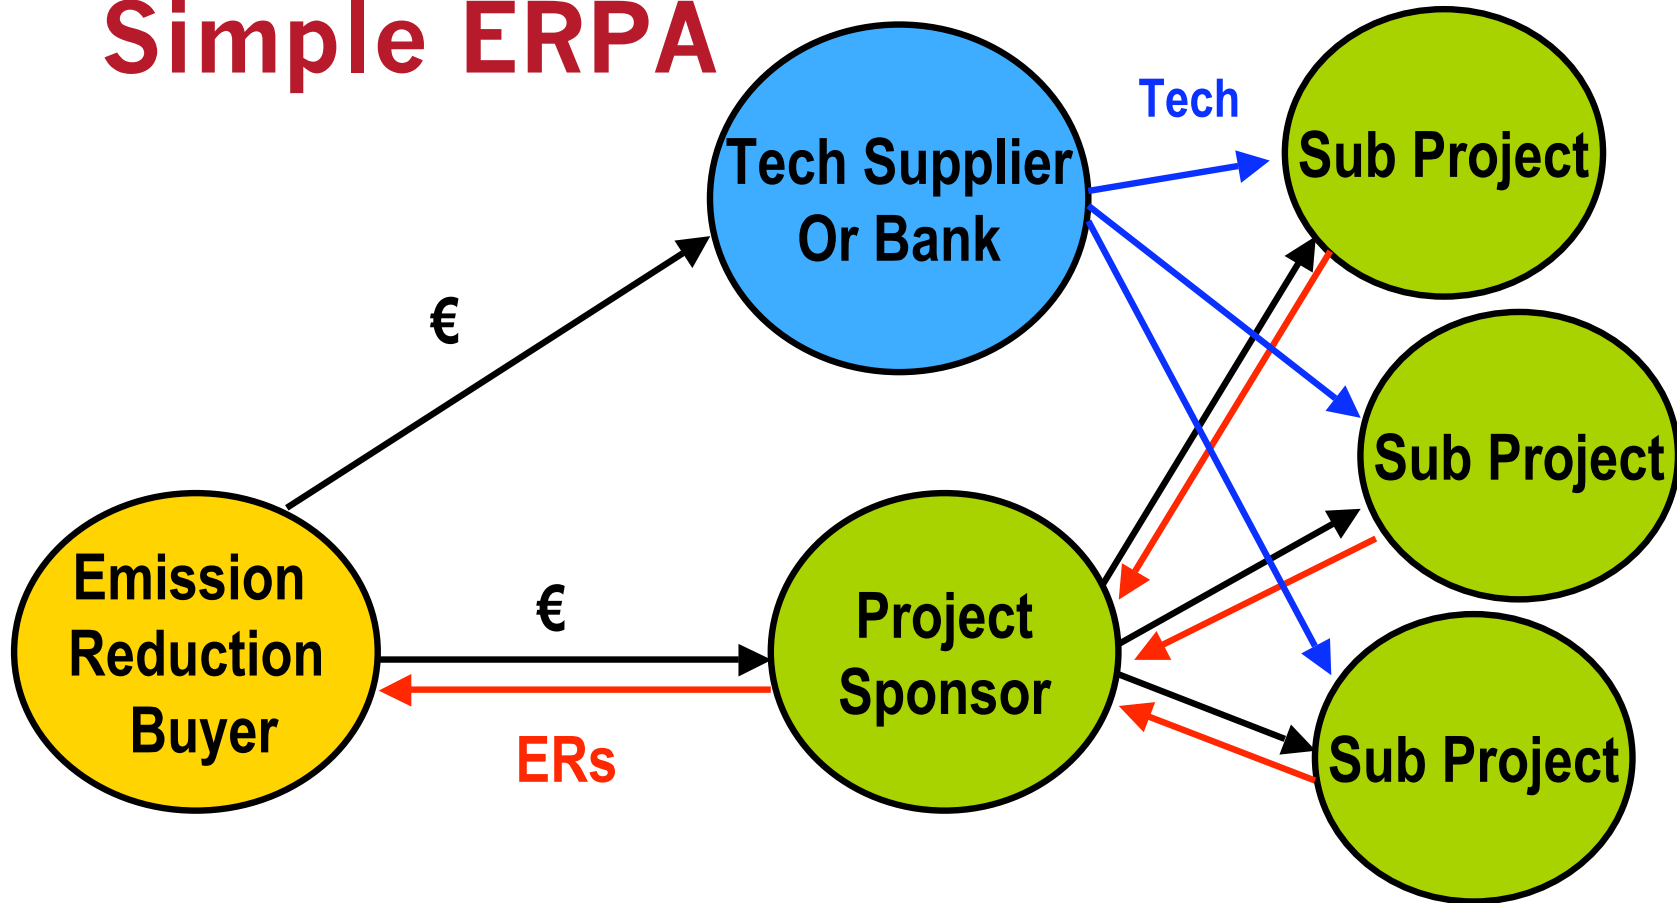 Simple ERPA
Tech Supplier
Or Bank
Tech
Sub Project
€
Sub Project
Emission
Reduction
Buyer
€
ERs
Project
Sponsor
Sub Project